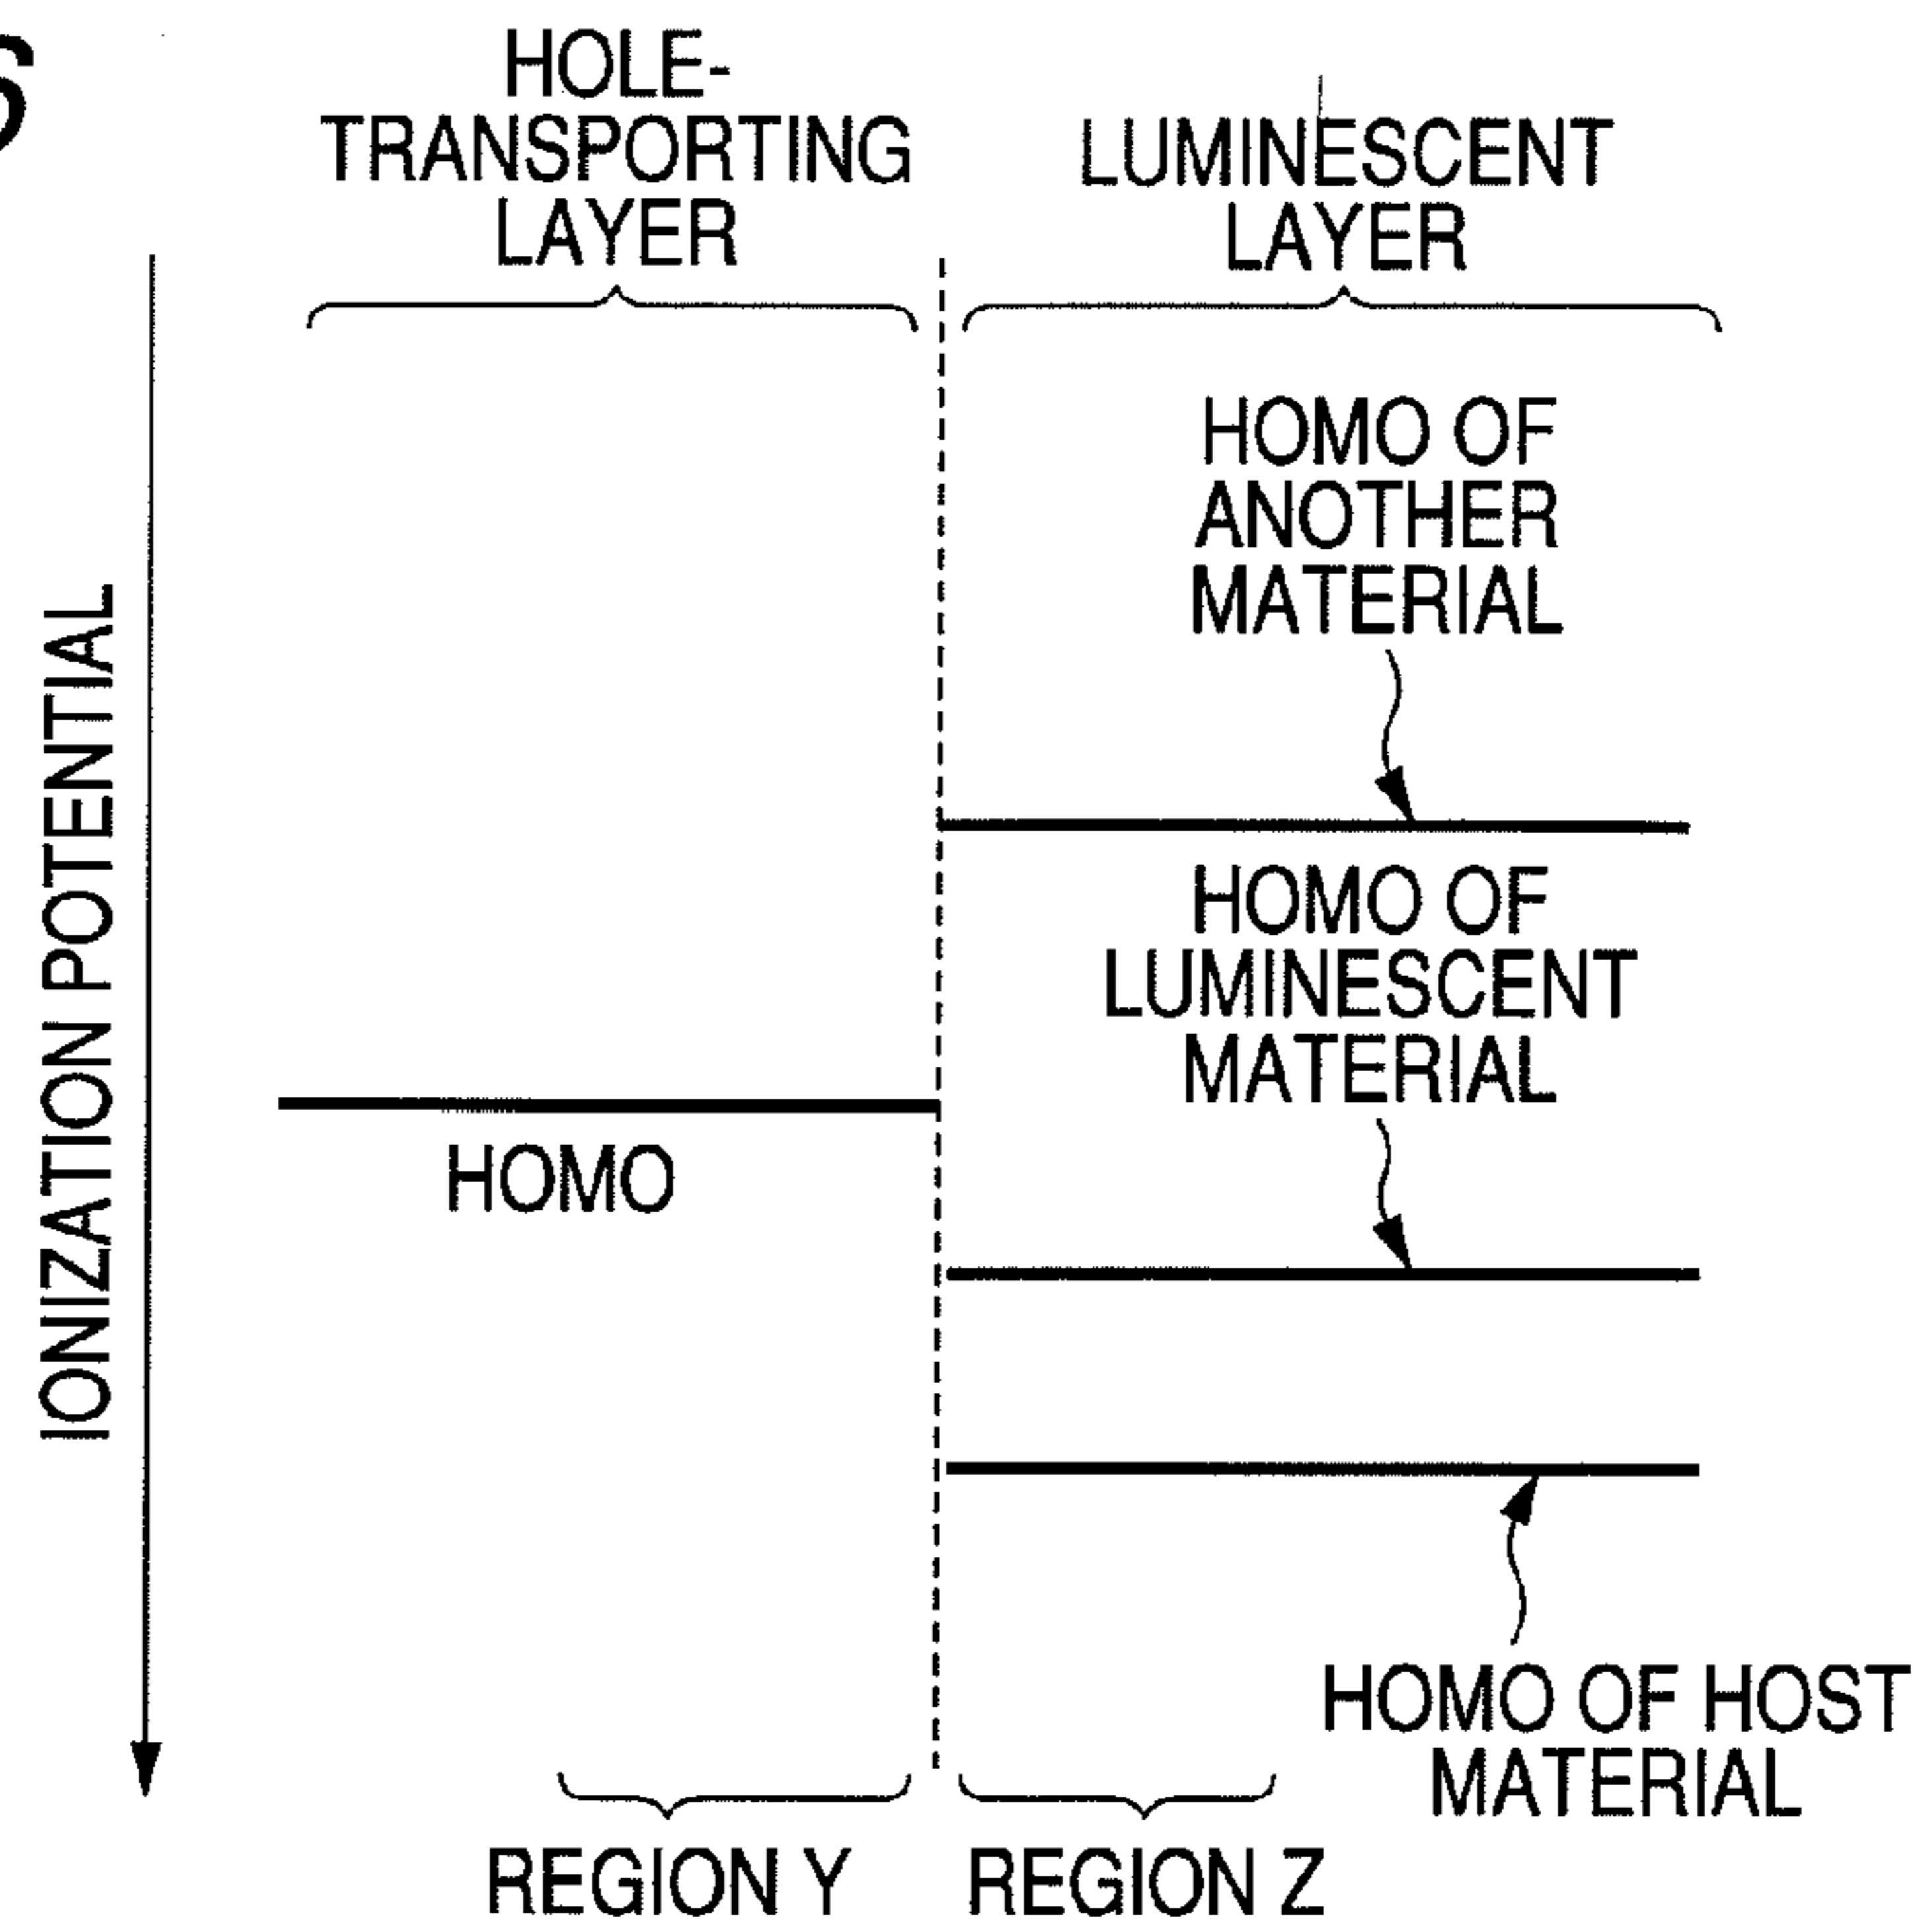 HOLE-
TRANSPORTING
LAYER
LUMINESCENT
LAYER
HOMO OF
ANOTHER
MATERIAL
HOMO OF
LUMINESCENT
MATERIAL
IONIZATION POTENTIAL
HOMO
HOMO OF HOST
MATERIAL
REGION Y
REGION Z